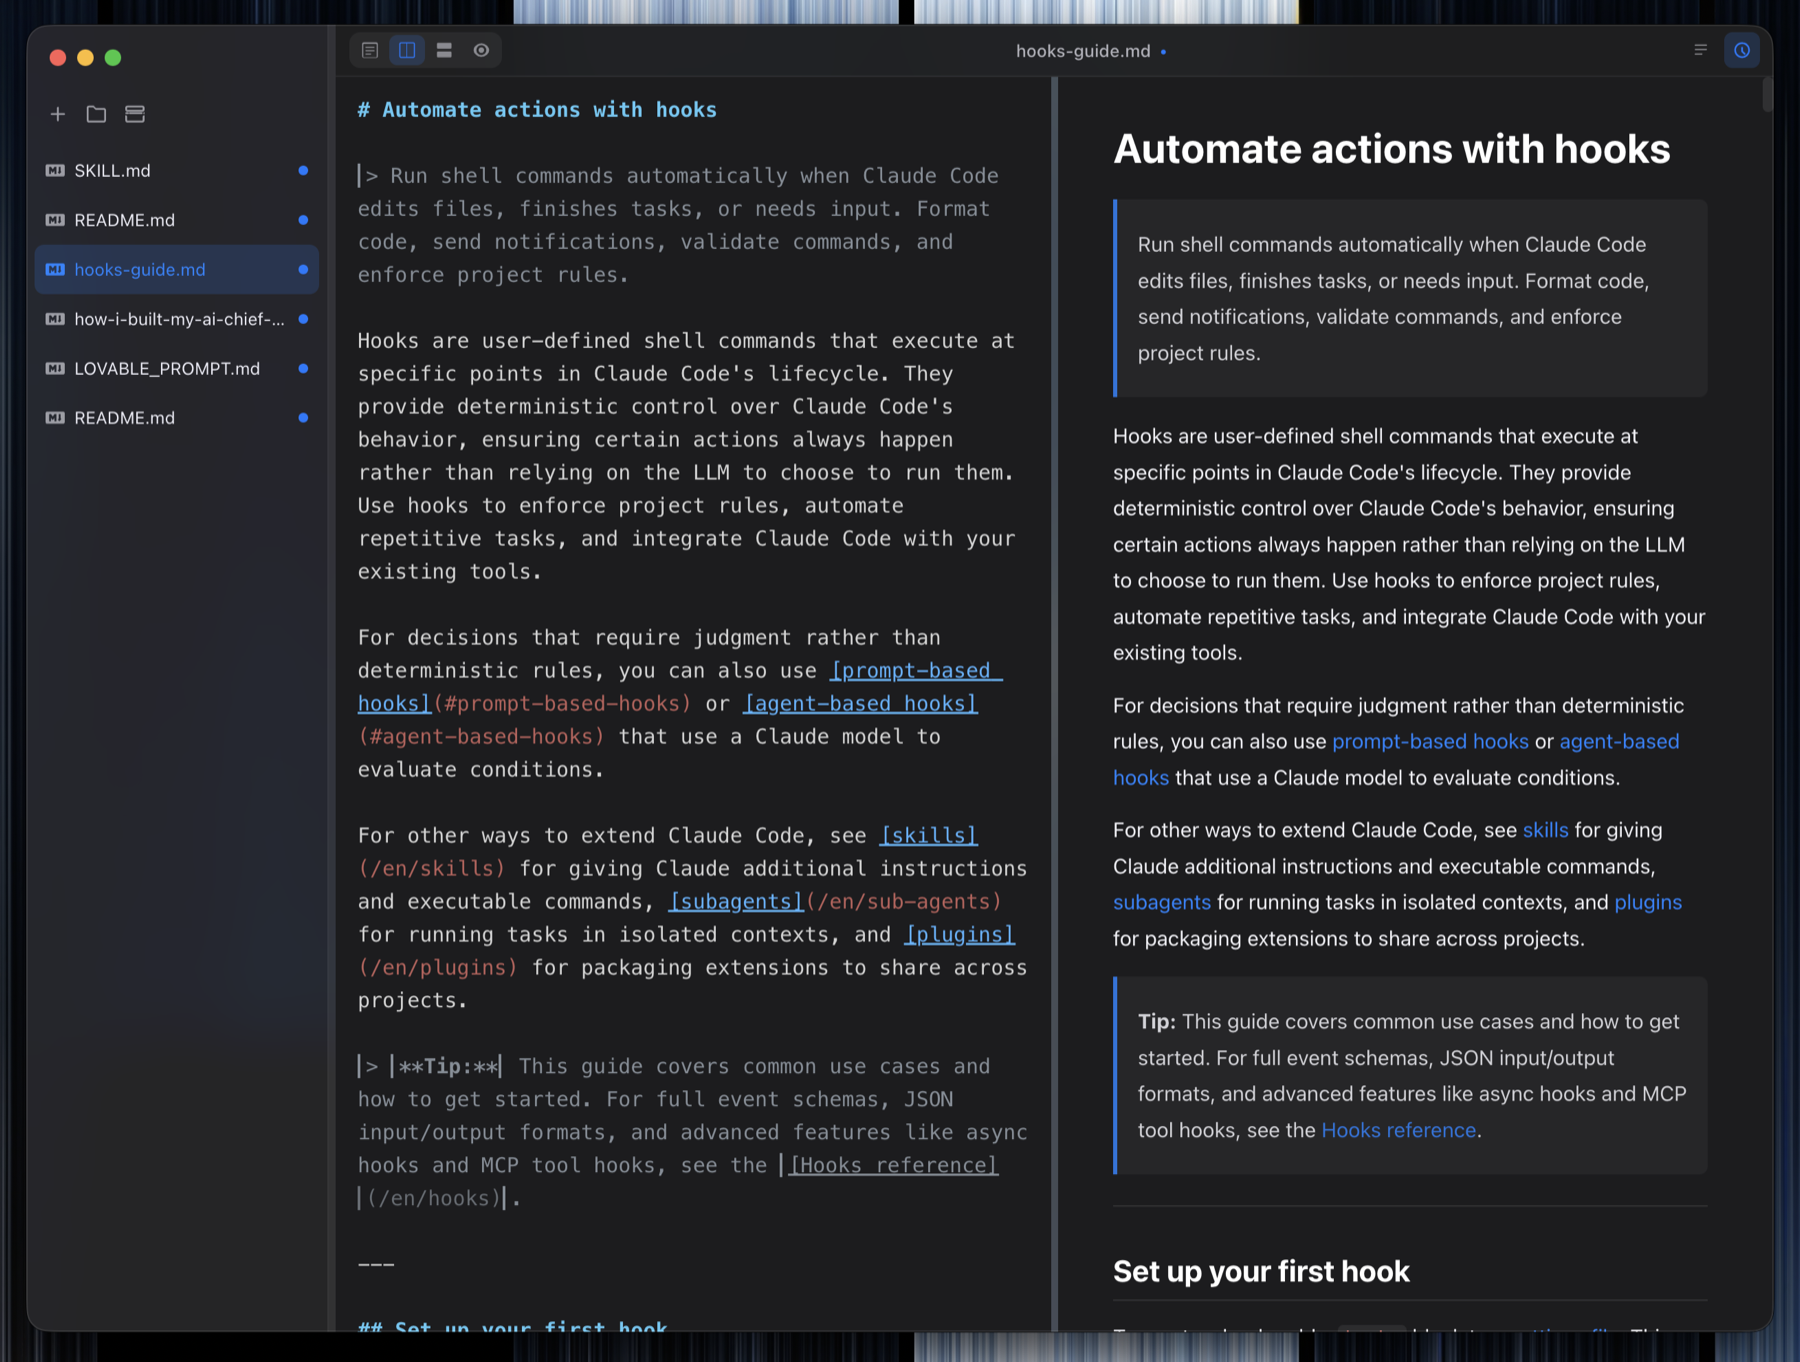 hooks-guide.md
SKILL.md
README.md
hooks-guide.md
how-i-built-my-ai-chief-...
LOVABLE_PROMPT.md
README.md
# Automate actions with hooks
> Run shell commands automatically when Claude Code
edits files, finishes tasks, or needs input. Format
code, send notifications, validate commands, and
enforce project rules.
Hooks are user-defined shell commands that execute at
specific points in Claude Code's lifecycle. They
provide deterministic control over Claude Code's
behavior, ensuring certain actions always happen
rather than relying on the LLM to choose to run them.
Use hooks to enforce project rules, automate
repetitive tasks, and integrate Claude Code with your
existing tools.
For decisions that require judgment rather than
deterministic rules, you can also use [prompt-based
hooks](#prompt-based-hooks) or [agent-based hooks]
(#agent-based-hooks) that use a Claude model to
evaluate conditions.
For other ways to extend Claude Code, see [skills]
(/en/skills) for giving Claude additional instructions
and executable commands, [subagents](/en/sub-agents)
for running tasks in isolated contexts, and [plugins]
(/en/plugins) for packaging extensions to share across
projects.
> **Tip:** This guide covers common use cases and
how to get started. For full event schemas, JSON
input/output formats, and advanced features like async
hooks and MCP tool hooks, see the [Hooks reference]
(/en/hooks).
---
## Set up your first hook
Automate actions with hooks
Run shell commands automatically when Claude Code
edits files, finishes tasks, or needs input. Format code,
send notifications, validate commands, and enforce
project rules.
Hooks are user-defined shell commands that execute at
specific points in Claude Code's lifecycle. They provide
deterministic control over Claude Code's behavior, ensuring
certain actions always happen rather than relying on the LLM
to choose to run them. Use hooks to enforce project rules,
automate repetitive tasks, and integrate Claude Code with your
existing tools.
For decisions that require judgment rather than deterministic
rules, you can also use prompt-based hooks or agent-based
hooks that use a Claude model to evaluate conditions.
For other ways to extend Claude Code, see skills for giving
Claude additional instructions and executable commands,
subagents for running tasks in isolated contexts, and plugins
for packaging extensions to share across projects.
Tip: This guide covers common use cases and how to get
started. For full event schemas, JSON input/output
formats, and advanced features like async hooks and MCP
tool hooks, see the Hooks reference.
Set up your first hook